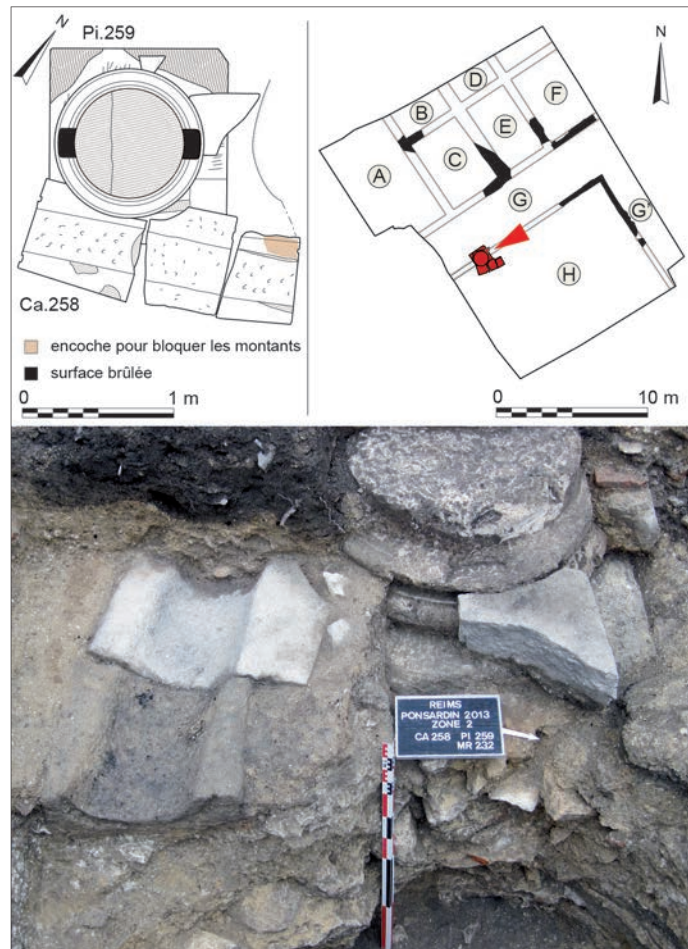 N
Pi.259
Ca.258
encoche pour bloquer les montants
surface brûlée
0 1 m
N
A
B
C
D
E
F
G
G'
H
0 10 m
REIMS
PONSARDIN 2013
ZONE 2
CA 258 PI 259
MR 232